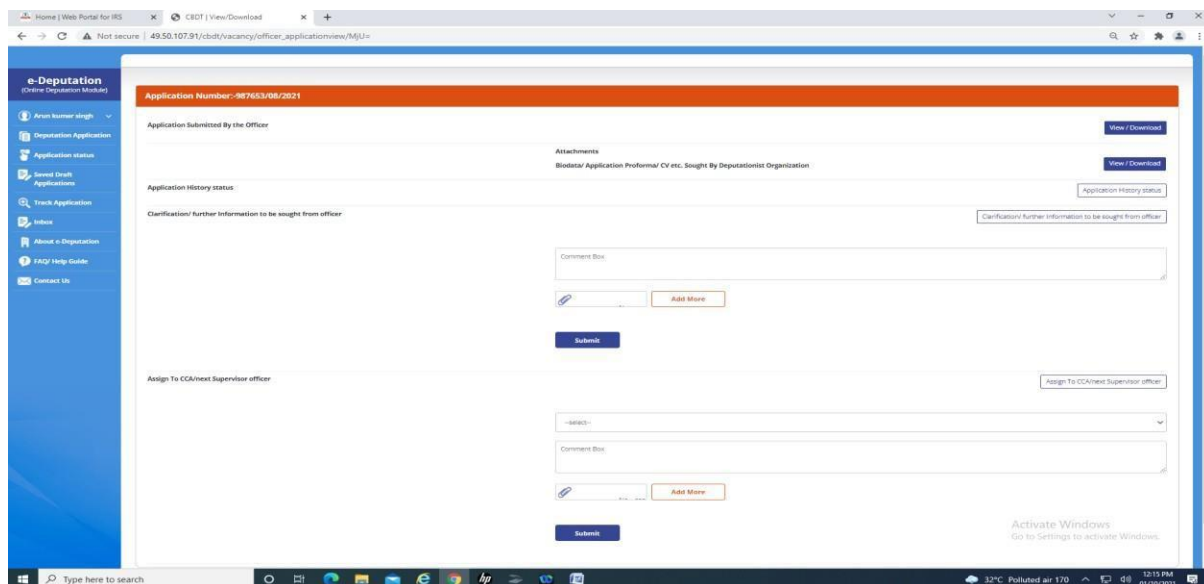 Home | Web Portal for IRS
CBDT | View/Download
Not secure | 49.50.107.91/cbdt/vacancy/officer_applicationview/MjU=
e-Deputation
(Online Deputation Module)
Arun kumer singh
Deputation Application
Application status
Saved Draft
Applications
Track Application
Inbox
About e-Deputation
FAQ/ Help Guide
Contact Us
Application Number:-987653/08/2021
Application Submitted By the Officer
View / Download
Attachments
Biodata/ Application Proforma/ CV etc. Sought By Deputationist Organization
View / Download
Application History status
Application History status
Clarification/ further Information to be sought from officer
Clarification/ further Information to be sought from officer
Comment Box
Add More
Submit
Assign To CCA/next Supervisor officer
Assign To CCA/next Supervisor officer
--select--
Comment Box
Add More
Submit
Activate Windows
Go to Settings to activate Windows.
Type here to search
hp
32°C Polluted air 170
12:15 PM